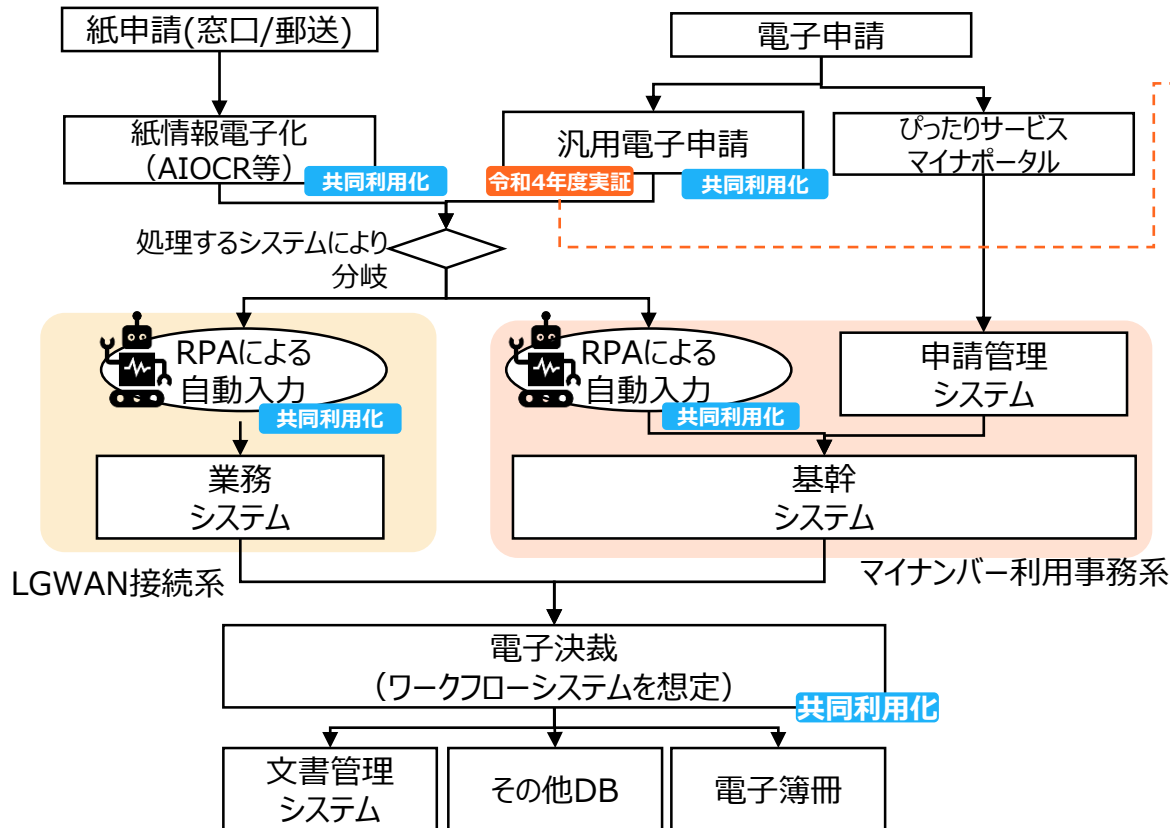 紙申請(窓口/郵送)
電子申請
紙情報電子化
（AIOCR等）
共同利用化
汎用電子申請
令和4年度実証
共同利用化
ぴったりサービス
マイナポータル
処理するシステムにより
分岐
RPAによる
自動入力
共同利用化
RPAによる
自動入力
共同利用化
申請管理
システム
業務
システム
基幹
システム
LGWAN接続系
マイナンバー利用事務系
電子決裁
（ワークフローシステムを想定）
共同利用化
文書管理
システム
その他DB
電子簿冊